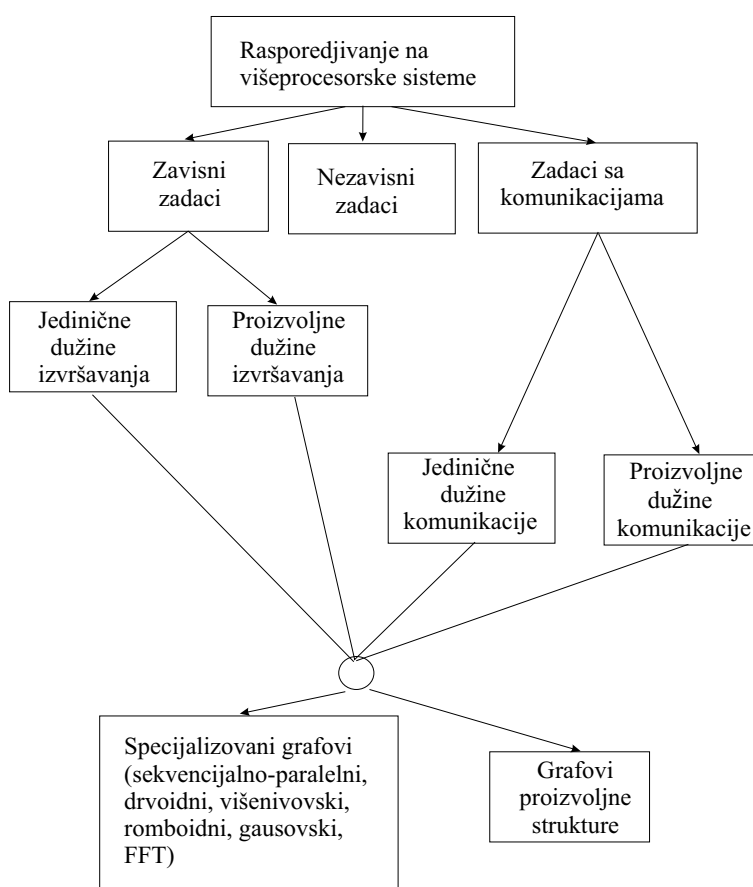 Rasporedjivanje na
višeprocesorske sisteme
Zavisni
zadaci
Nezavisni
zadaci
Zadaci sa
komunikacijama
Jedinične
dužine
izvršavanja
Proizvoljne
dužine
izvršavanja
Jedinične
dužine
komunikacije
Proizvoljne
dužine
komunikacije
Specijalizovani grafovi
(sekvencijalno-paralelni,
drvoidni, višenivovski,
romboidni, gausovski,
FFT)
Grafovi
proizvoljne
strukture